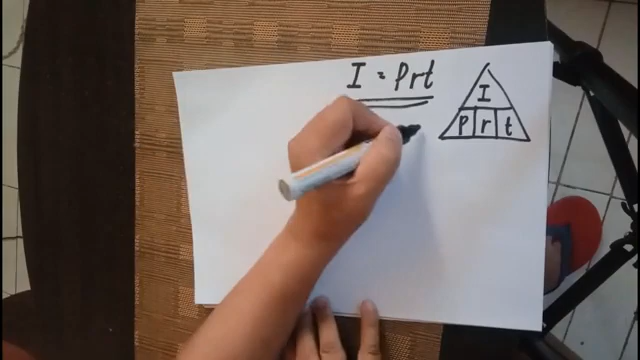 I = Prt
I
P r t